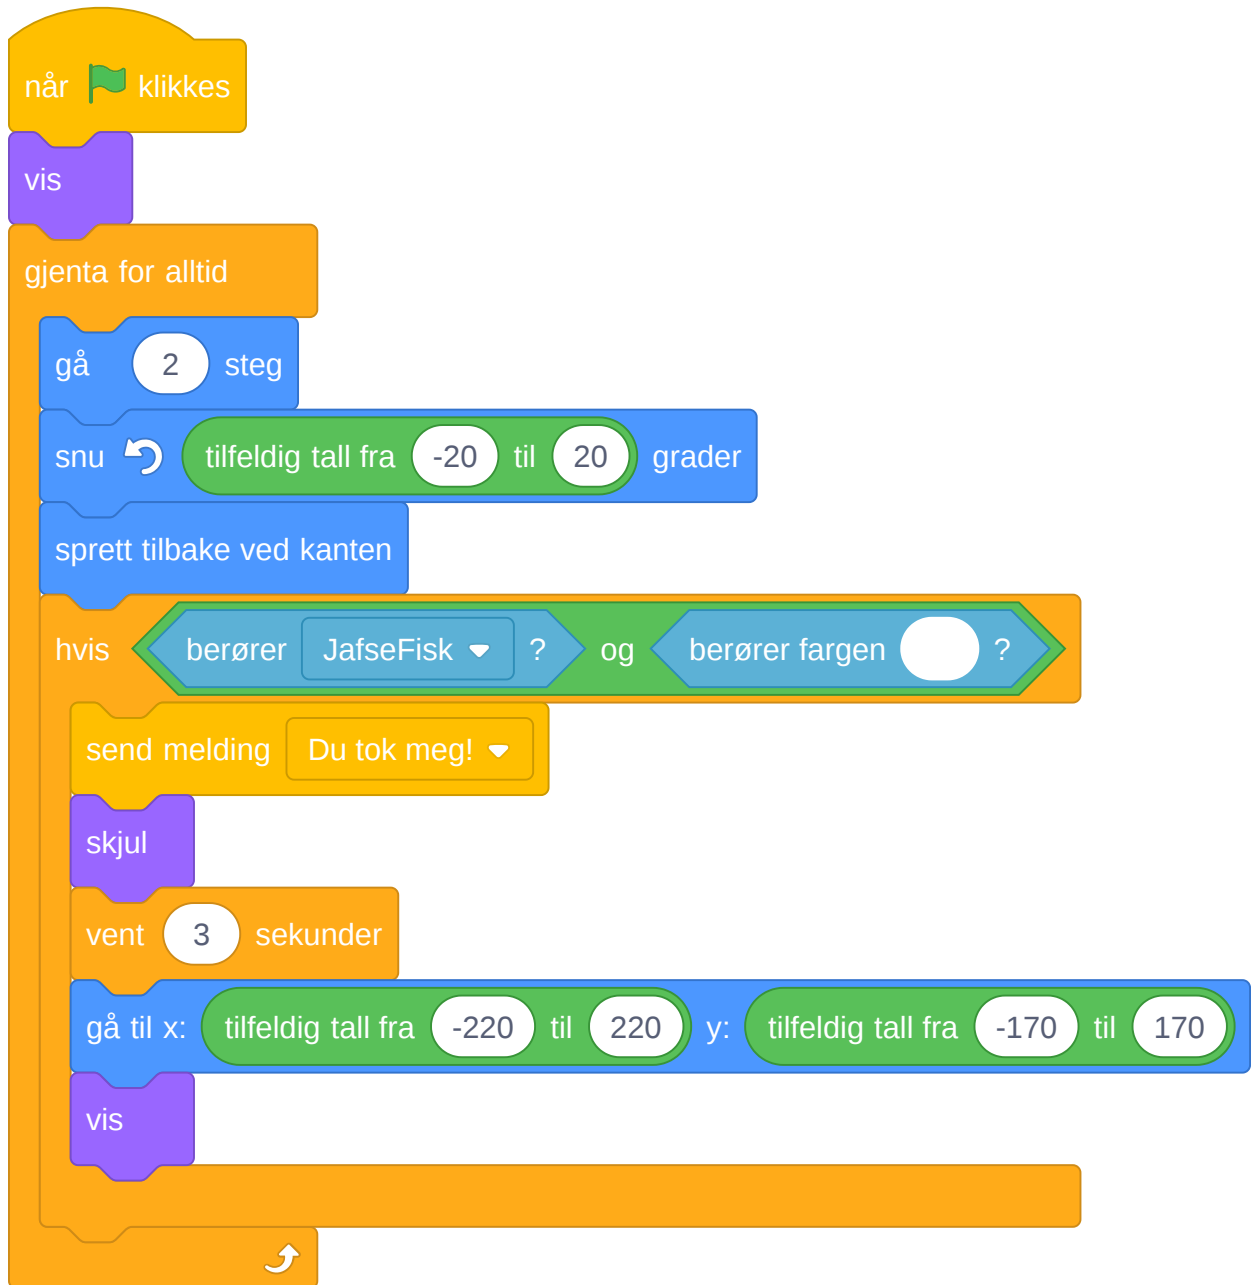 når klikkes
vis
gjenta for alltid
gå 2 steg
snu tilfeldig tall fra -20 til 20 grader
sprett tilbake ved kanten
hvis berører JafseFisk ? og berører fargen ?
send melding Du tok meg!
skjul
vent 3 sekunder
gå til x: tilfeldig tall fra -220 til 220 y: tilfeldig tall fra -170 til 170
vis